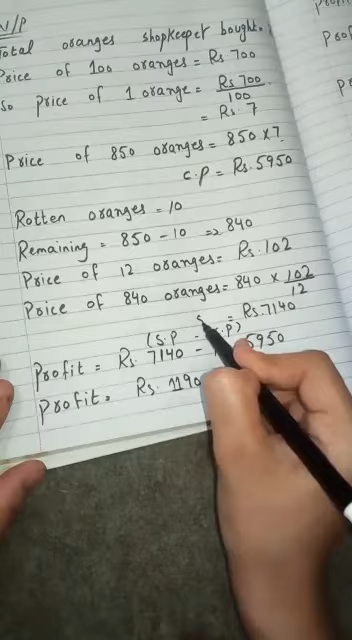 N/P
Total oranges shopkeeper bought.
Price of 100 oranges = Rs 700
So price of 1 orange = Rs 700
100
= Rs. 7
Price of 850 oranges = 850 × 7
C.P = Rs. 5950
Rotten oranges = 10
Remaining = 850 - 10 => 840
Price of 12 oranges = Rs. 102
Price of 840 oranges = 840 × 102
12
= Rs. 7140
(S.P - .P)
Profit = Rs. 7140 - 5950
Profit = Rs. 1190